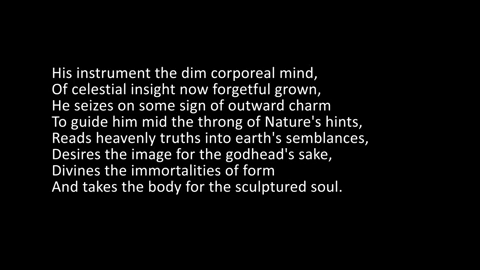 His instrument the dim corporeal mind,
Of celestial insight now forgetful grown,
He seizes on some sign of outward charm
To guide him mid the throng of Nature's hints,
Reads heavenly truths into earth's semblances,
Desires the image for the godhead's sake,
Divines the immortalities of form
And takes the body for the sculptured soul.